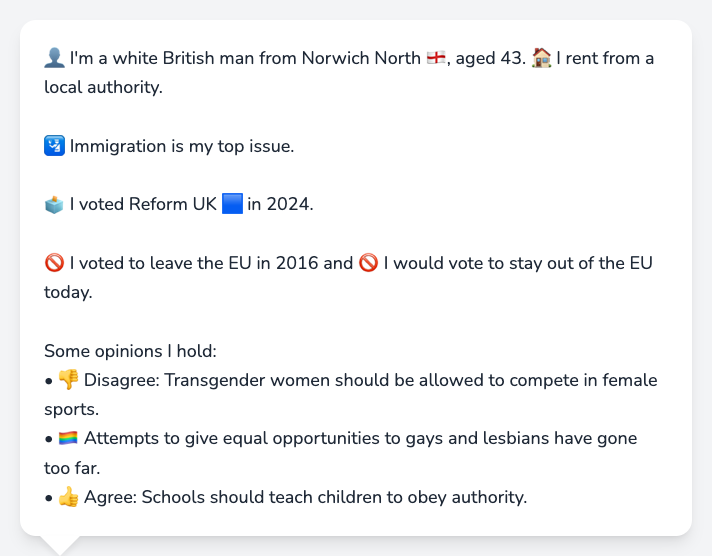 👤 I'm a white British man from Norwich North 🏴󠁧󠁢󠁥󠁮󠁧󠁿, aged 43. 🏠 I rent from a
local authority.
🛂 Immigration is my top issue.
🗳️ I voted Reform UK 🟦 in 2024.
🚫 I voted to leave the EU in 2016 and 🚫 I would vote to stay out of the EU
today.
Some opinions I hold:
• 👎 Disagree: Transgender women should be allowed to compete in female
sports.
• 🏳️‍🌈 Attempts to give equal opportunities to gays and lesbians have gone
too far.
• 👍 Agree: Schools should teach children to obey authority.